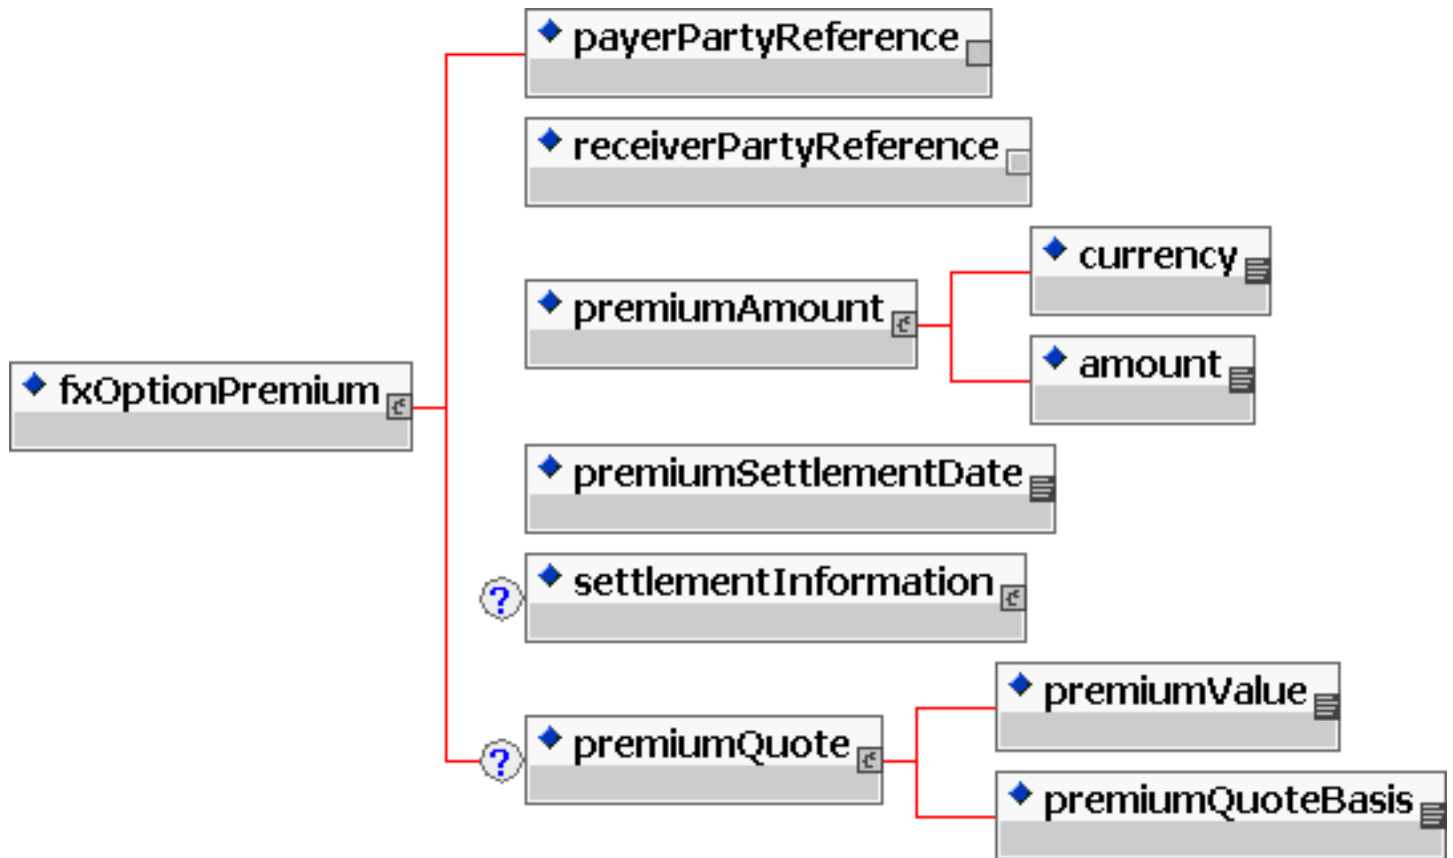 payerPartyReference
receiverPartyReference
currency
premiumAmount
amount
fxOptionPremium
premiumSettlementDate
?
settlementInformation
premiumValue
?
premiumQuote
premiumQuoteBasis